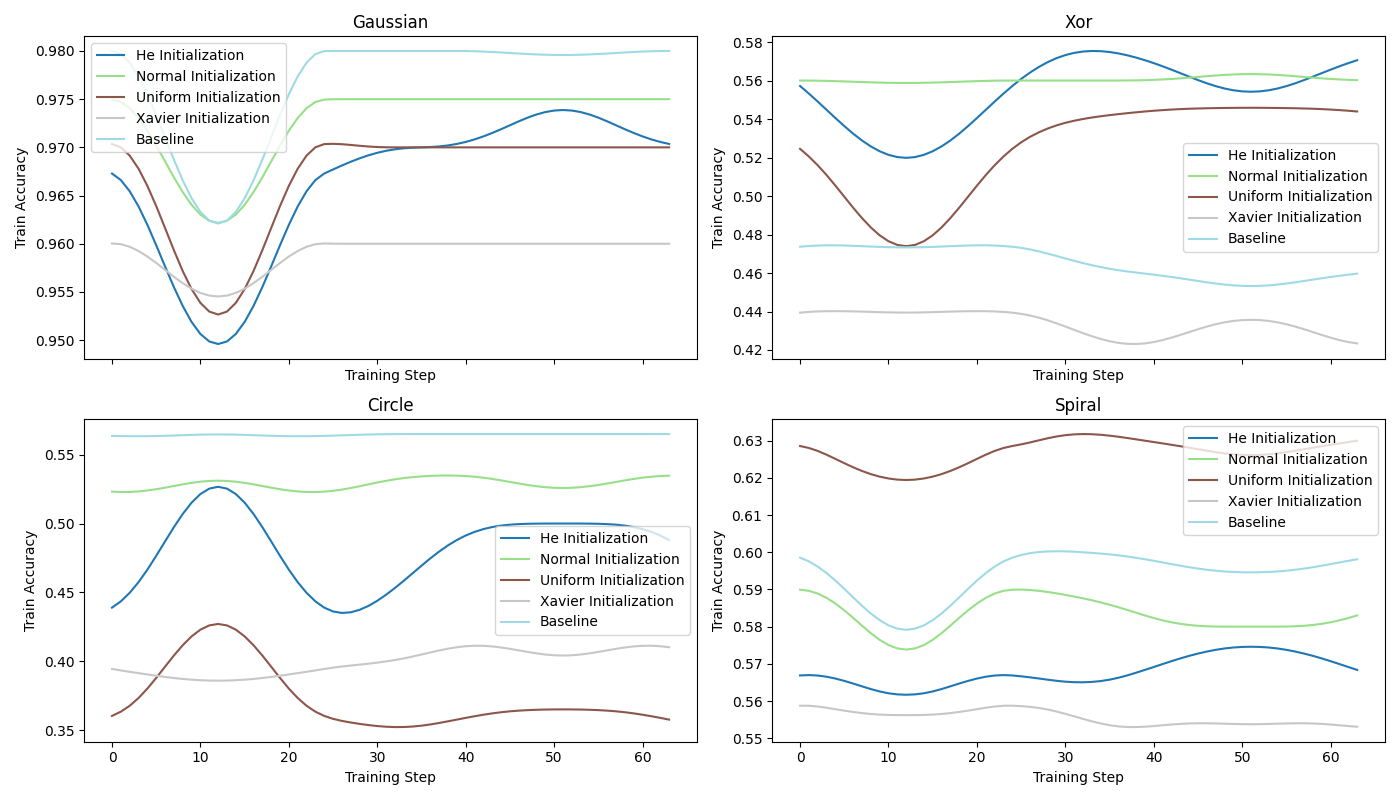 Gaussian
Train Accuracy
0.980
0.975
0.970
0.965
0.960
0.955
0.950
He Initialization
Normal Initialization
Uniform Initialization
Xavier Initialization
Baseline
Training Step
Xor
Train Accuracy
0.58
0.56
0.54
0.52
0.50
0.48
0.46
0.44
0.42
He Initialization
Normal Initialization
Uniform Initialization
Xavier Initialization
Baseline
Training Step
Circle
Train Accuracy
0.55
0.50
0.45
0.40
0.35
He Initialization
Normal Initialization
Uniform Initialization
Xavier Initialization
Baseline
0 10 20 30 40 50 60
Training Step
Spiral
Train Accuracy
0.63
0.62
0.61
0.60
0.59
0.58
0.57
0.56
0.55
He Initialization
Normal Initialization
Uniform Initialization
Xavier Initialization
Baseline
0 10 20 30 40 50 60
Training Step